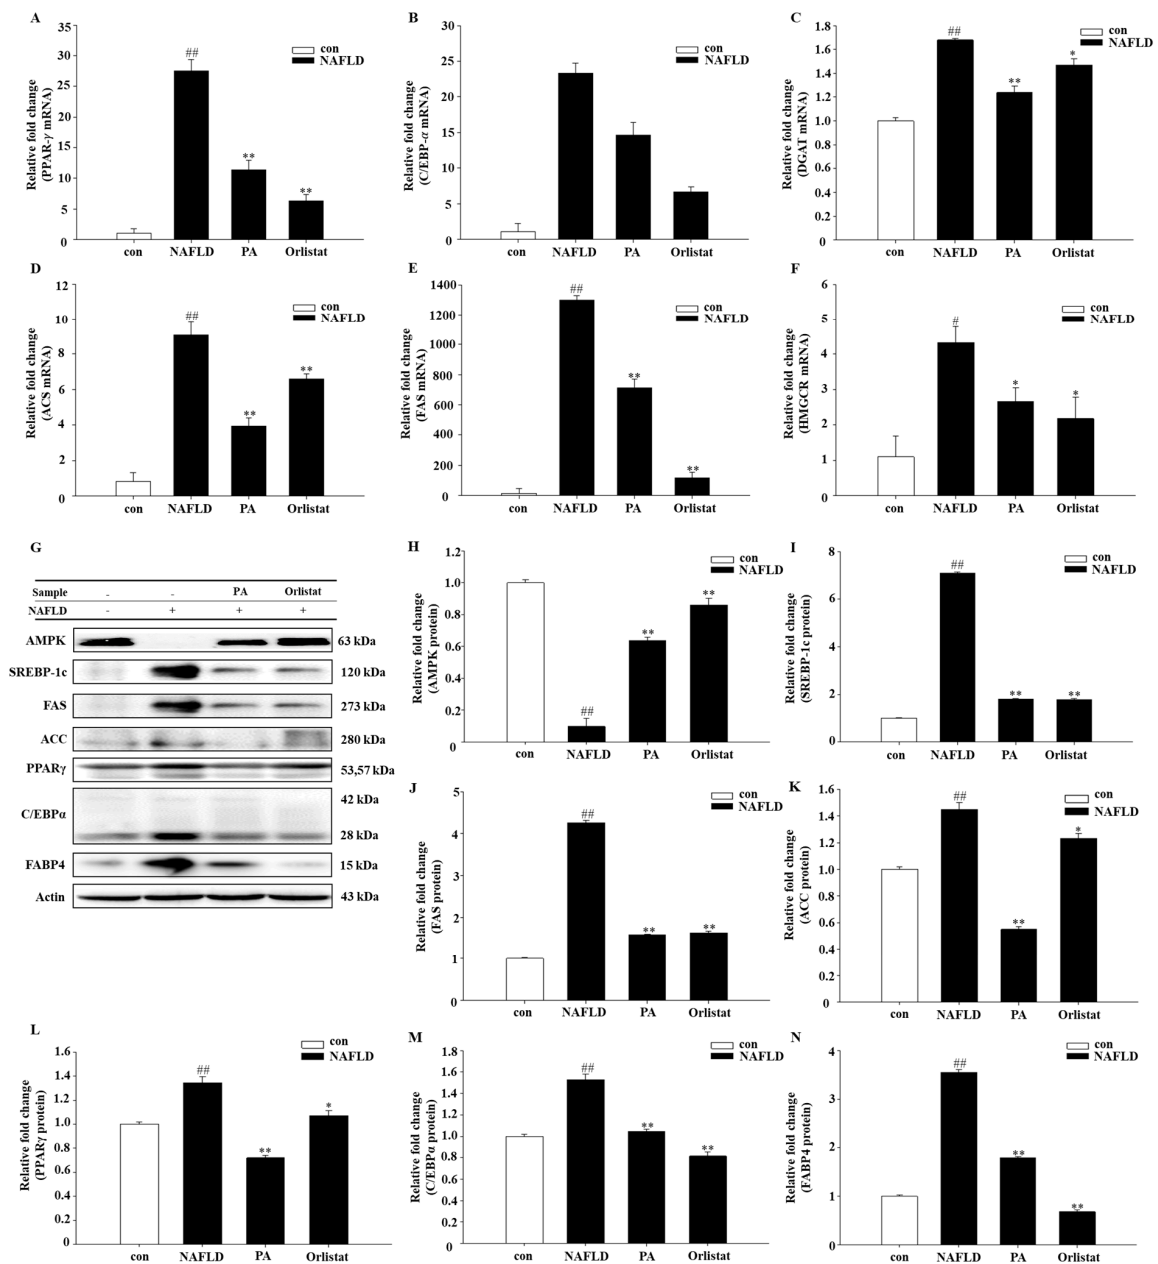 A
35
30
25
20
15
10
5
0
Relative fold change
(PPAR-γ mRNA)
##
**
**
con
NAFLD
con
NAFLD
PA
Orlistat
B
30
25
20
15
10
5
0
Relative fold change
(C/EBP-α mRNA)
con
NAFLD
con
NAFLD
PA
Orlistat
C
1.8
1.6
1.4
1.2
1.0
0.8
0.6
0.4
0.2
0
Relative fold change
(DGAT mRNA)
##
**
*
con
NAFLD
con
NAFLD
PA
Orlistat
D
12
10
8
6
4
2
0
Relative fold change
(ACS mRNA)
##
**
**
con
NAFLD
con
NAFLD
PA
Orlistat
E
1400
1200
1000
800
600
400
200
0
Relative fold change
(FAS mRNA)
##
**
**
con
NAFLD
con
NAFLD
PA
Orlistat
F
6
5
4
3
2
1
0
Relative fold change
(HMGCR mRNA)
#
*
*
con
NAFLD
con
NAFLD
PA
Orlistat
G
Sample - - PA Orlistat
NAFLD - + + +
AMPK 63 kDa
SREBP-1c 120 kDa
FAS 273 kDa
ACC 280 kDa
PPARγ 53,57 kDa
42 kDa
C/EBPα
28 kDa
FABP4 15 kDa
Actin 43 kDa
H
1.2
1.0
0.8
0.6
0.4
0.2
0
Relative fold change
(AMPK protein)
##
**
**
con
NAFLD
con
NAFLD
PA
Orlistat
I
8
6
4
2
0
Relative fold change
(SREBP-1c protein)
##
**
**
con
NAFLD
con
NAFLD
PA
Orlistat
J
5
4
3
2
1
0
Relative fold change
(FAS protein)
##
**
**
con
NAFLD
con
NAFLD
PA
Orlistat
K
1.6
1.4
1.2
1.0
0.8
0.6
0.4
0.2
0
Relative fold change
(ACC protein)
##
**
*
con
NAFLD
con
NAFLD
PA
Orlistat
L
1.6
1.4
1.2
1.0
0.8
0.6
0.4
0.2
0
Relative fold change
(PPARγ protein)
##
**
*
con
NAFLD
con
NAFLD
PA
Orlistat
M
1.8
1.6
1.4
1.2
1.0
0.8
0.6
0.4
0.2
0
Relative fold change
(C/EBPα protein)
##
**
**
con
NAFLD
con
NAFLD
PA
Orlistat
N
4
3
2
1
0
Relative fold change
(FABP4 protein)
##
**
**
con
NAFLD
con
NAFLD
PA
Orlistat